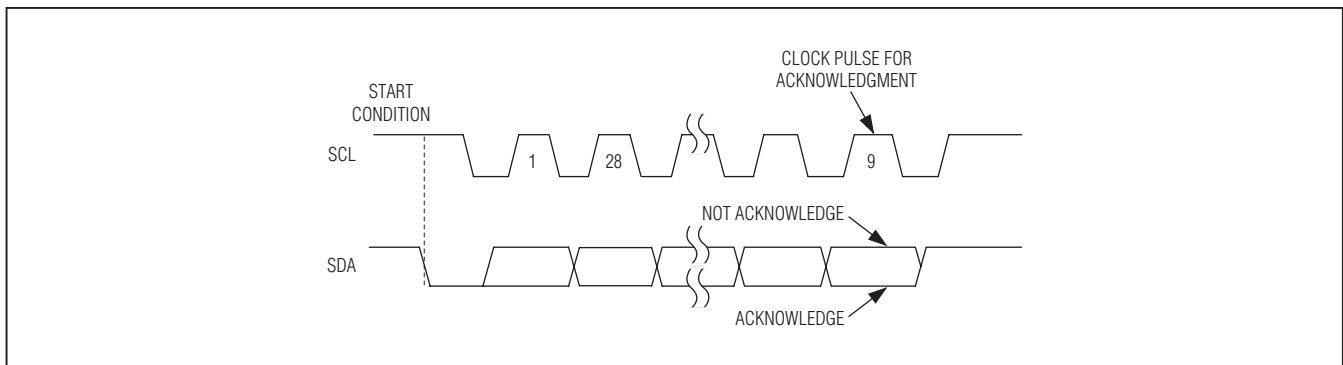 CLOCK PULSE FOR
ACKNOWLEDGMENT
START
CONDITION
SCL
1
28
9
NOT ACKNOWLEDGE
SDA
ACKNOWLEDGE